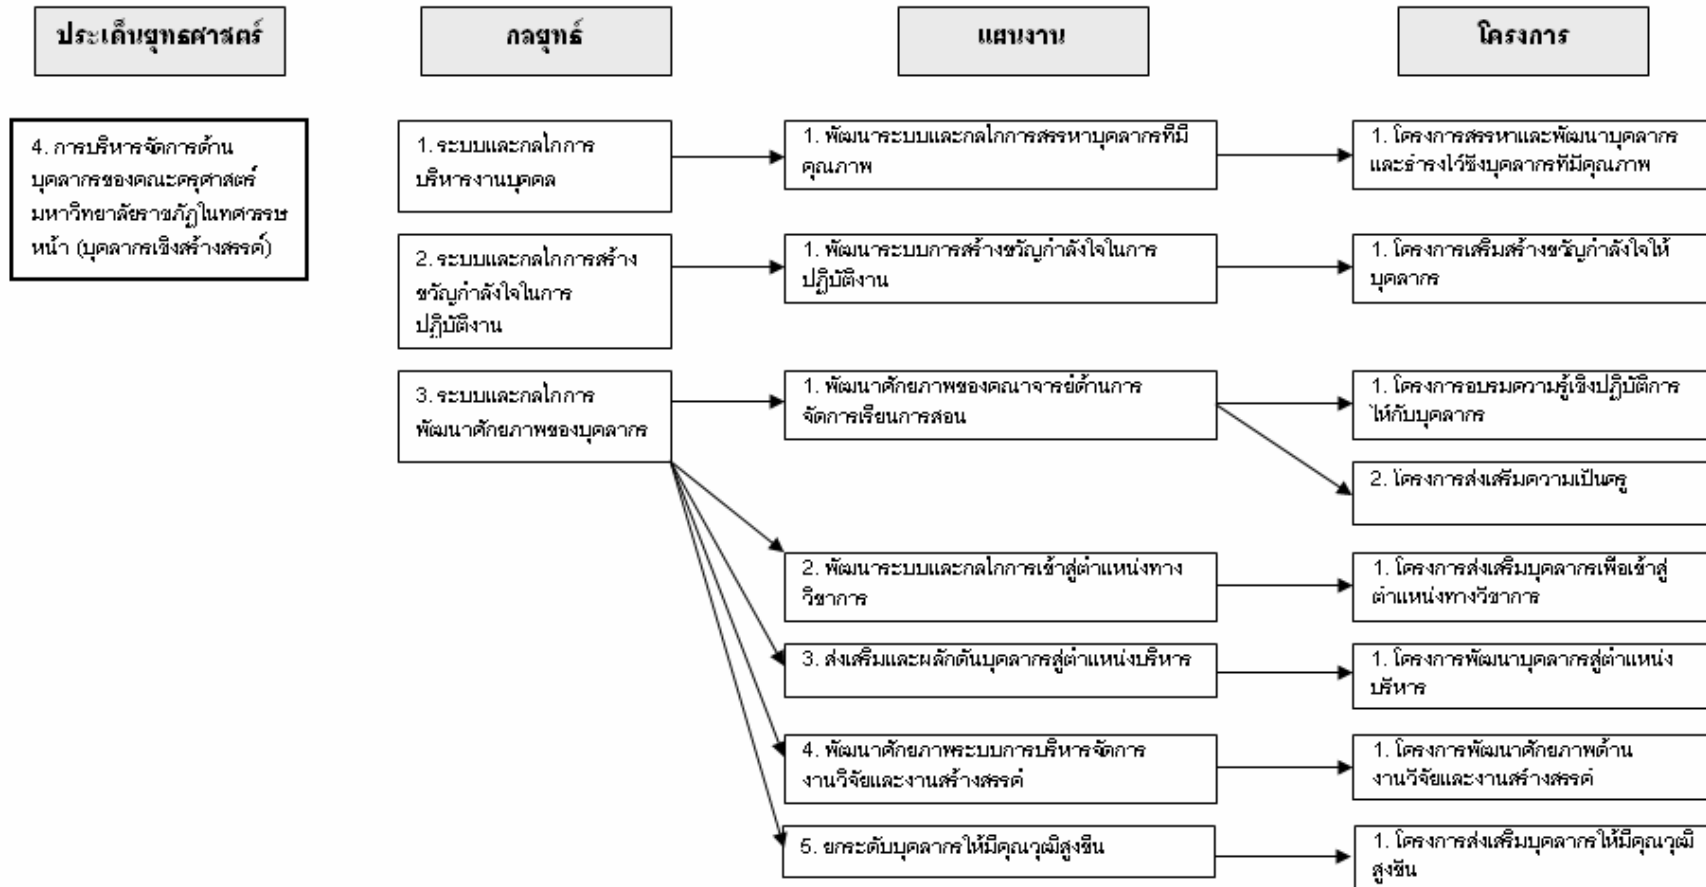 ประเด็นยุทธศาสตร์
กลยุทธ์
แผนงาน
โครงการ
4. การบริหารจัดการด้าน
บุคลากรของคณะครุศาสตร์
มหาวิทยาลัยราชภัฏในทศวรรษ
หน้า (บุคลากรเชิงสร้างสรรค์)
1. ระบบและกลไกการ
บริหารงานบุคคล
1. พัฒนาระบบและกลไกการสรรหาบุคลากรที่มี
คุณภาพ
1. โครงการสรรหาและพัฒนาบุคลากร
และธำรงไว้ซึ่งบุคลากรที่มีคุณภาพ
2. ระบบและกลไกการสร้าง
ขวัญกำลังใจในการ
ปฏิบัติงาน
1. พัฒนาระบบการสร้างขวัญกำลังใจในการ
ปฏิบัติงาน
1. โครงการเสริมสร้างขวัญกำลังใจให้
บุคลากร
3. ระบบและกลไกการ
พัฒนาศักยภาพของบุคลากร
1. พัฒนาศักยภาพของคณาจารย์ด้านการ
จัดการเรียนการสอน
1. โครงการอบรมความรู้เชิงปฏิบัติการ
ให้กับบุคลากร
2. โครงการส่งเสริมความเป็นครู
2. พัฒนาระบบและกลไกการเข้าสู่ตำแหน่งทาง
วิชาการ
1. โครงการส่งเสริมบุคลากรเพื่อเข้าสู่
ตำแหน่งทางวิชาการ
3. ส่งเสริมและผลักดันบุคลากรสู่ตำแหน่งบริหาร
1. โครงการพัฒนาบุคลากรสู่ตำแหน่ง
บริหาร
4. พัฒนาศักยภาพระบบการบริหารจัดการ
งานวิจัยและงานสร้างสรรค์
1. โครงการพัฒนาศักยภาพด้าน
งานวิจัยและงานสร้างสรรค์
5. ยกระดับบุคลากรให้มีคุณวุฒิสูงขึ้น
1. โครงการส่งเสริมบุคลากรให้มีคุณวุฒิ
สูงขึ้น